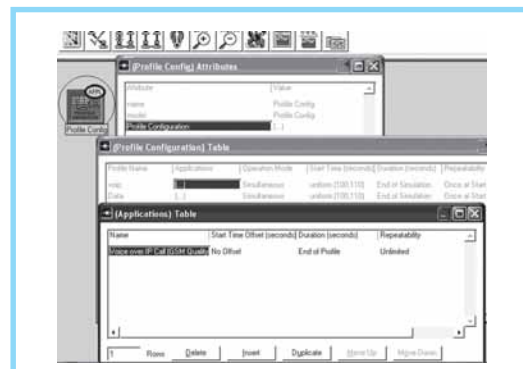 (Profile Config) Attributes
Attribute Value
name Profile Config
model Profile Config
Profile Configuration (...)
APPL
Profile Config
(Profile Configuration) Table
Profile Name Applications Operation Mode Start Time (seconds) Duration (seconds) Repeatability
Simultaneous uniform (100,110) End of Simulation Once at Start
Data (...) Simultaneous uniform (100,110) End of Simulation Once at Start
(Applications) Table
Name Start Time Offset (seconds) Duration (seconds) Repeatability
Voice over IP Call (GSM Quality) No Offset End of Profile Unlimited
1 Rows Delete Insert Duplicate Move Up Move Down